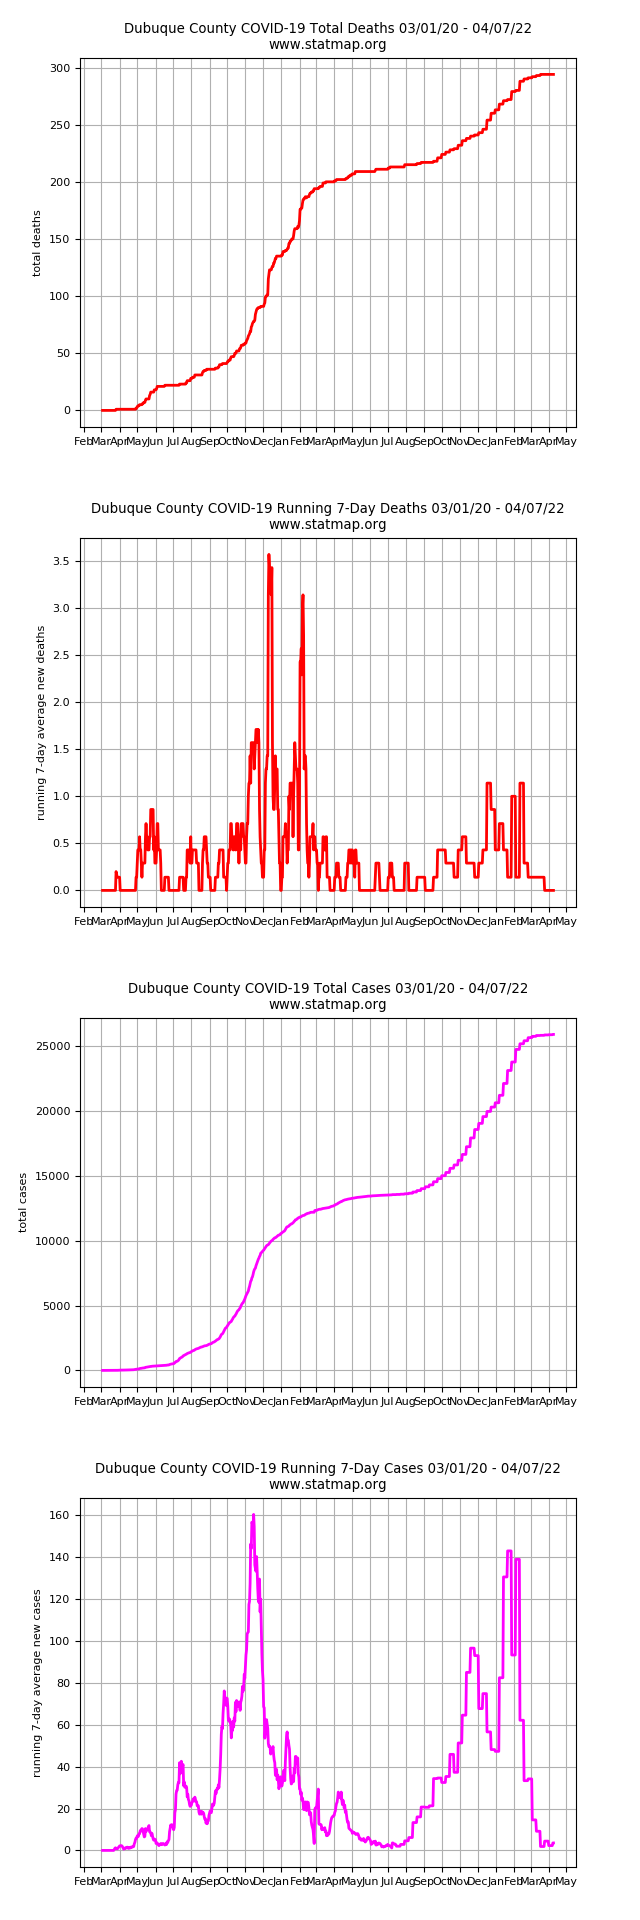 Dubuque County COVID-19 Total Deaths 03/01/20 - 04/07/22
www.statmap.org
300
250
200
150
100
50
0
total deaths
Feb Mar Apr May Jun Jul Aug Sep Oct Nov Dec Jan Feb Mar Apr May Jun Jul Aug Sep Oct Nov Dec Jan Feb Mar Apr May
Dubuque County COVID-19 Running 7-Day Deaths 03/01/20 - 04/07/22
www.statmap.org
3.5
3.0
2.5
2.0
1.5
1.0
0.5
0.0
running 7-day average new deaths
Feb Mar Apr May Jun Jul Aug Sep Oct Nov Dec Jan Feb Mar Apr May Jun Jul Aug Sep Oct Nov Dec Jan Feb Mar Apr May
Dubuque County COVID-19 Total Cases 03/01/20 - 04/07/22
www.statmap.org
25000
20000
15000
10000
5000
0
total cases
Feb Mar Apr May Jun Jul Aug Sep Oct Nov Dec Jan Feb Mar Apr May Jun Jul Aug Sep Oct Nov Dec Jan Feb Mar Apr May
Dubuque County COVID-19 Running 7-Day Cases 03/01/20 - 04/07/22
www.statmap.org
160
140
120
100
80
60
40
20
0
running 7-day average new cases
Feb Mar Apr May Jun Jul Aug Sep Oct Nov Dec Jan Feb Mar Apr May Jun Jul Aug Sep Oct Nov Dec Jan Feb Mar Apr May